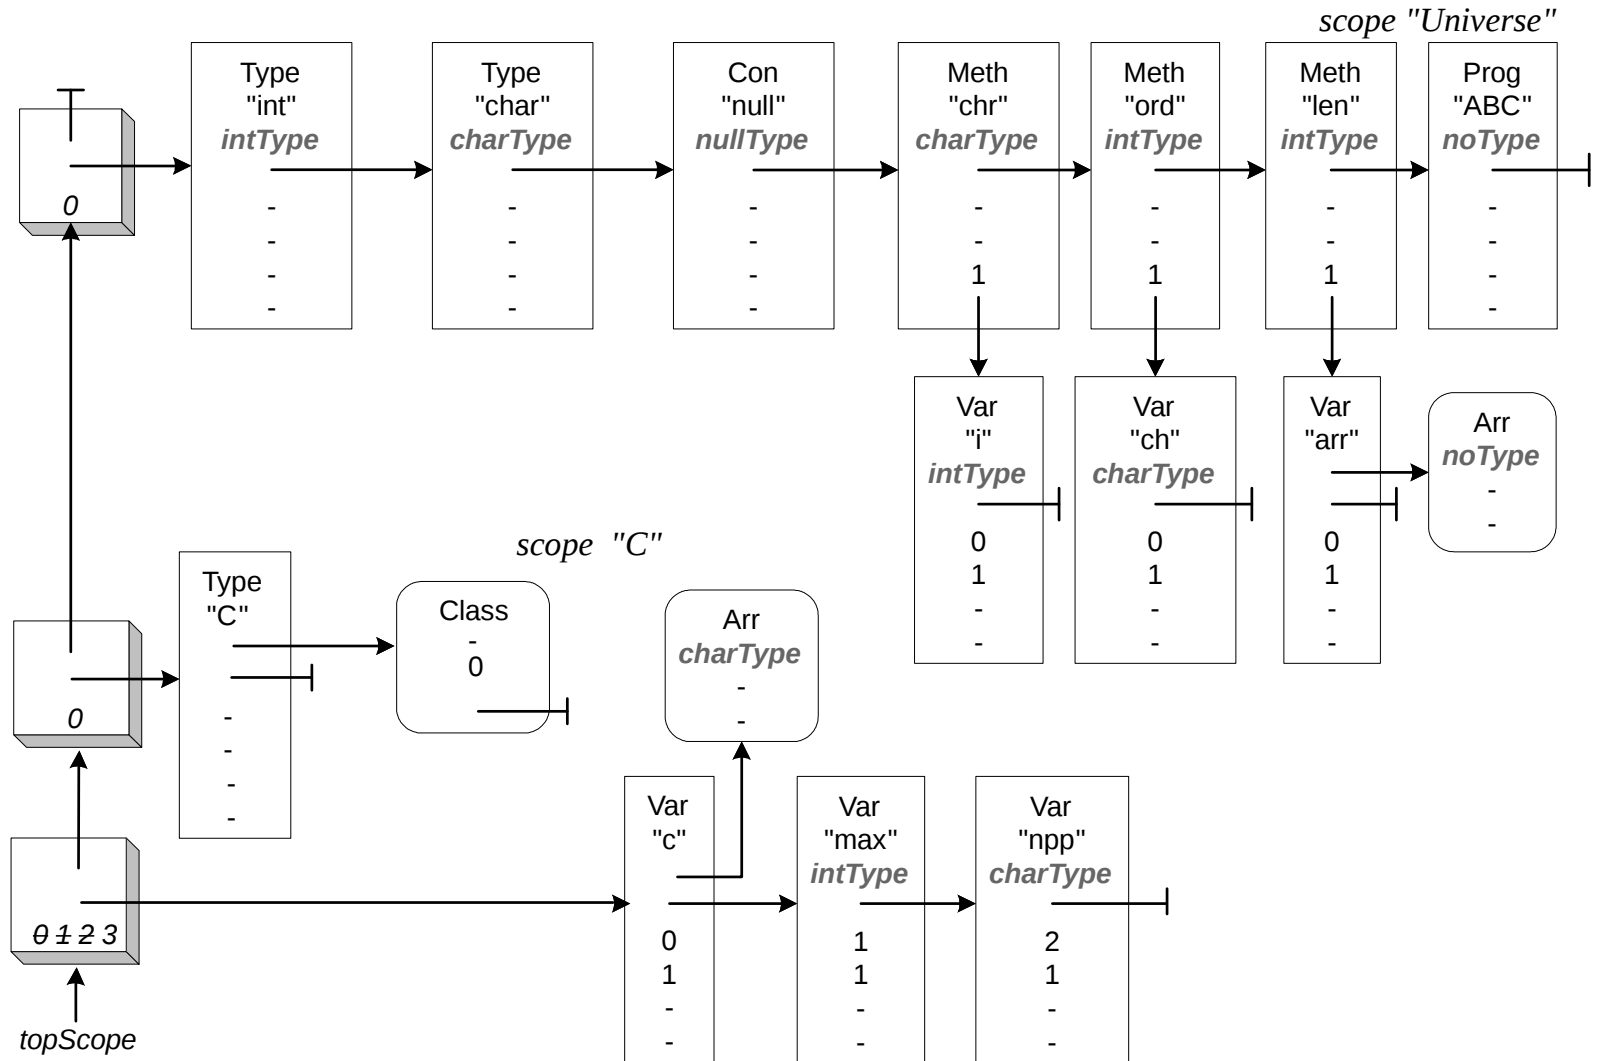 scope "Universe"
Type
"int"
intType
-
-
-
-
Type
"char"
charType
-
-
-
-
Con
"null"
nullType
-
-
-
-
Meth
"chr"
charType
-
-
1
Meth
"ord"
intType
-
-
1
Meth
"len"
intType
-
-
1
Prog
"ABC"
noType
-
-
-
-
0
Var
"i"
intType
0
1
-
-
Var
"ch"
charType
0
1
-
-
Var
"arr"
0
1
-
-
Arr
noType
-
-
scope "C"
Type
"C"
-
-
-
-
Class
-
0
Arr
charType
-
-
0
Var
"c"
0
1
-
-
Var
"max"
intType
1
1
-
-
Var
"npp"
charType
2
1
-
-
0 1 2 3
topScope